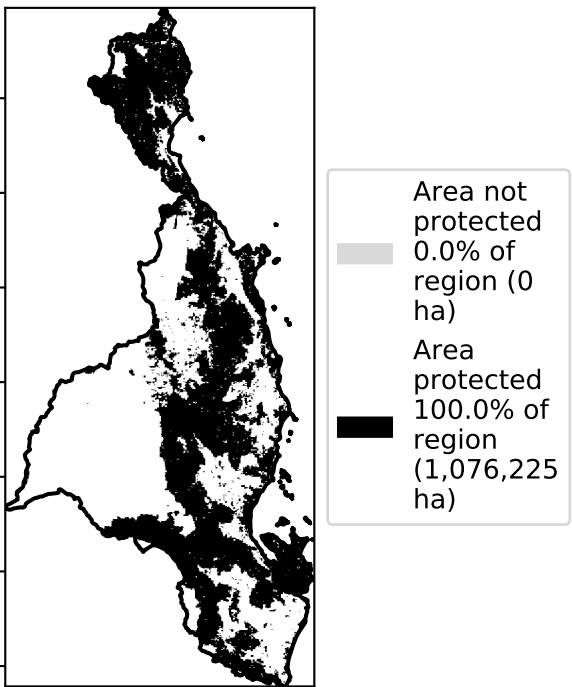 Area not
protected
0.0% of
region (0
ha)
Area
protected
100.0% of
region
(1,076,225
ha)